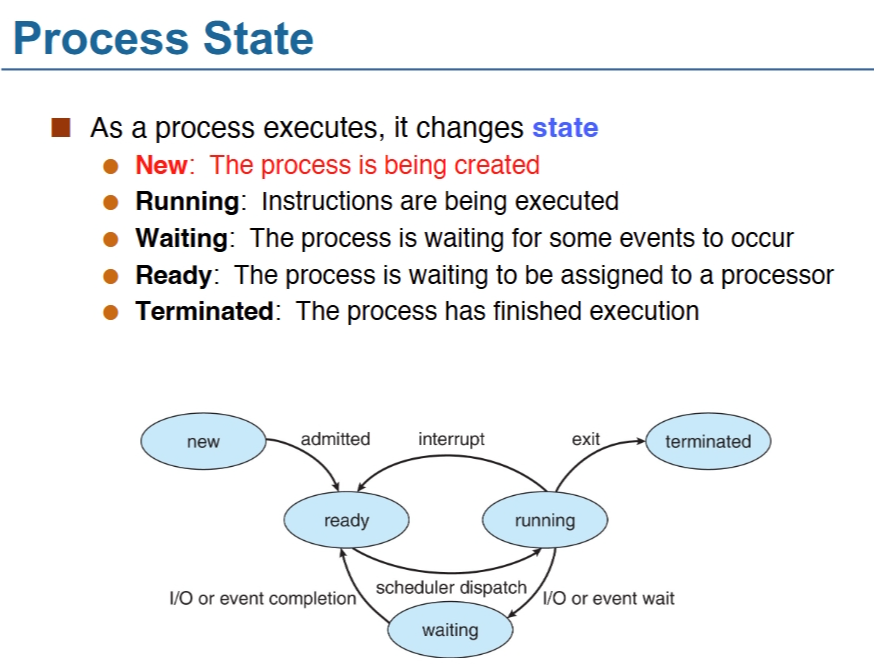 Process State
As a process executes, it changes state
New: The process is being created
Running: Instructions are being executed
Waiting: The process is waiting for some events to occur
Ready: The process is waiting to be assigned to a processor
Terminated: The process has finished execution
new
admitted
interrupt
exit
terminated
ready
running
scheduler dispatch
I/O or event completion
I/O or event wait
waiting